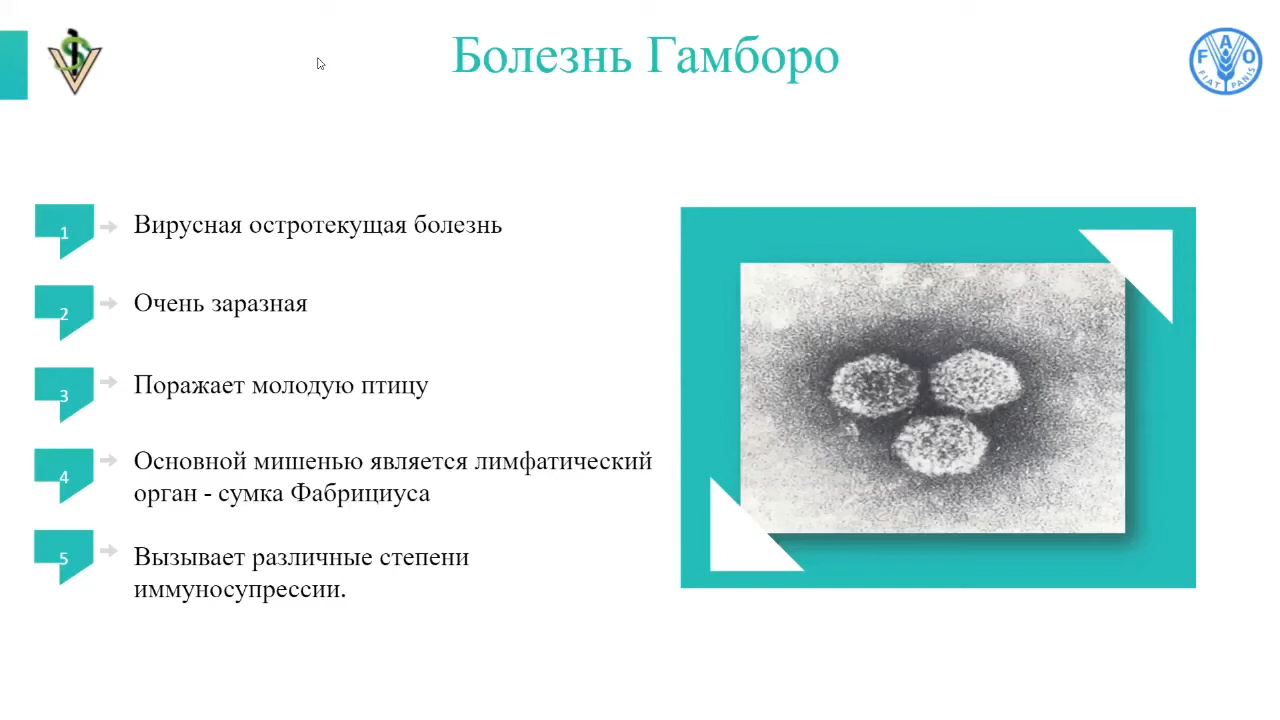 Болезнь Гамборо
F A O
FIAT PANIS
1
Вирусная остротекущая болезнь
2
Очень заразная
3
Поражает молодую птицу
4
Основной мишенью является лимфатический
орган - сумка Фабрициуса
5
Вызывает различные степени
иммуносупрессии.